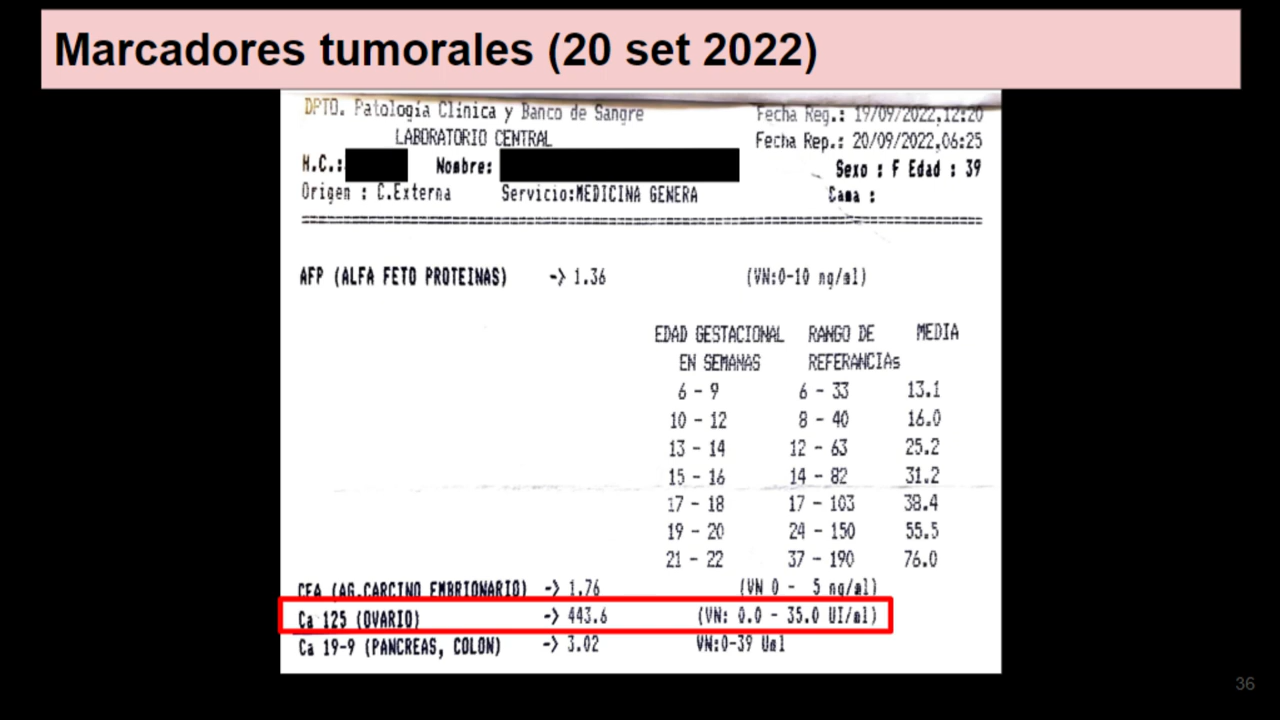 Marcadores tumorales (20 set 2022)
DPTO. Patología Clínica y Banco de Sangre Fecha Reg.: 19/09/2022,12:20
LABORATORIO CENTRAL Fecha Rep.: 20/09/2022,06:25
H.C.: Nombre: Sexo : F Edad : 39
Origen : C.Externa Servicio:MEDICINA GENERA Cama :
AFP (ALFA FETO PROTEINAS) -> 1.36 (VN:0-10 ng/ml)
EDAD GESTACIONAL RANGO DE MEDIA
EN SEMANAS REFERANCIAs
6 - 9 6 - 33 13.1
10 - 12 8 - 40 16.0
13 - 14 12 - 63 25.2
15 - 16 14 - 82 31.2
17 - 18 17 - 103 38.4
19 - 20 24 - 150 55.5
21 - 22 37 - 190 76.0
CEA (AG.CARCINO EMBRIONARIO) -> 1.76 (VN 0 - 5 ng/ml)
Ca 125 (OVARIO) -> 443.6 (VN: 0.0 - 35.0 UI/ml)
Ca 19-9 (PANCREAS, COLON) -> 3.02 VN:0-39 Uml
36